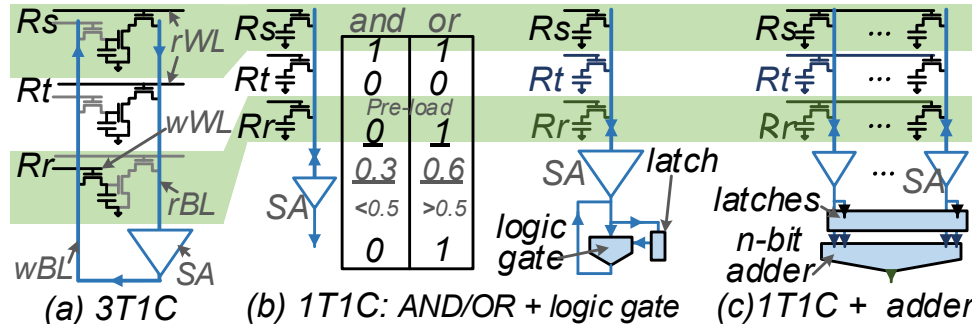 Rs
rWL
Rt
wWL
Rr
rBL
wBL
SA
(a) 3T1C
Rs
Rt
Rr
SA
and or
1 1
0 0
Pre-load
0 1
0.3 0.6
<0.5 >0.5
0 1
Rs
Rt
Rr
SA
latch
logic
gate
(b) 1T1C: AND/OR + logic gate
Rs ...
Rt ...
Rr ...
... SA
latches
n-bit
adder
(c)1T1C + adder